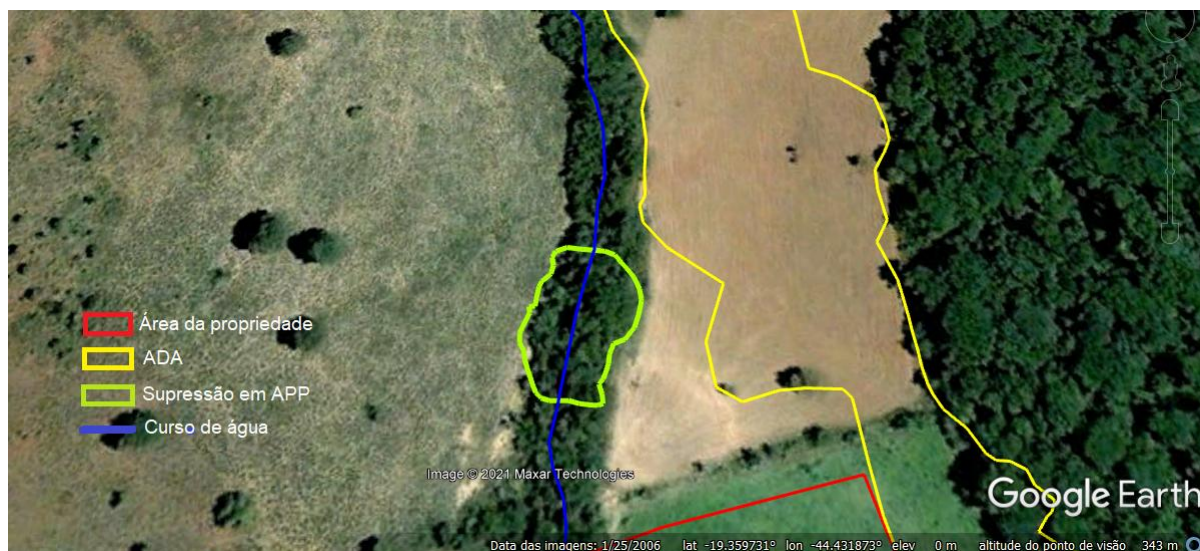 Área da propriedade
ADA
Supressão em APP
Curso de água
Image © 2021 Maxar Technologies
Google Earth
Data das imagens: 1/25/2006 lat -19.359731° lon -44.431873° elev 0 m altitude do ponto de visão 343 m